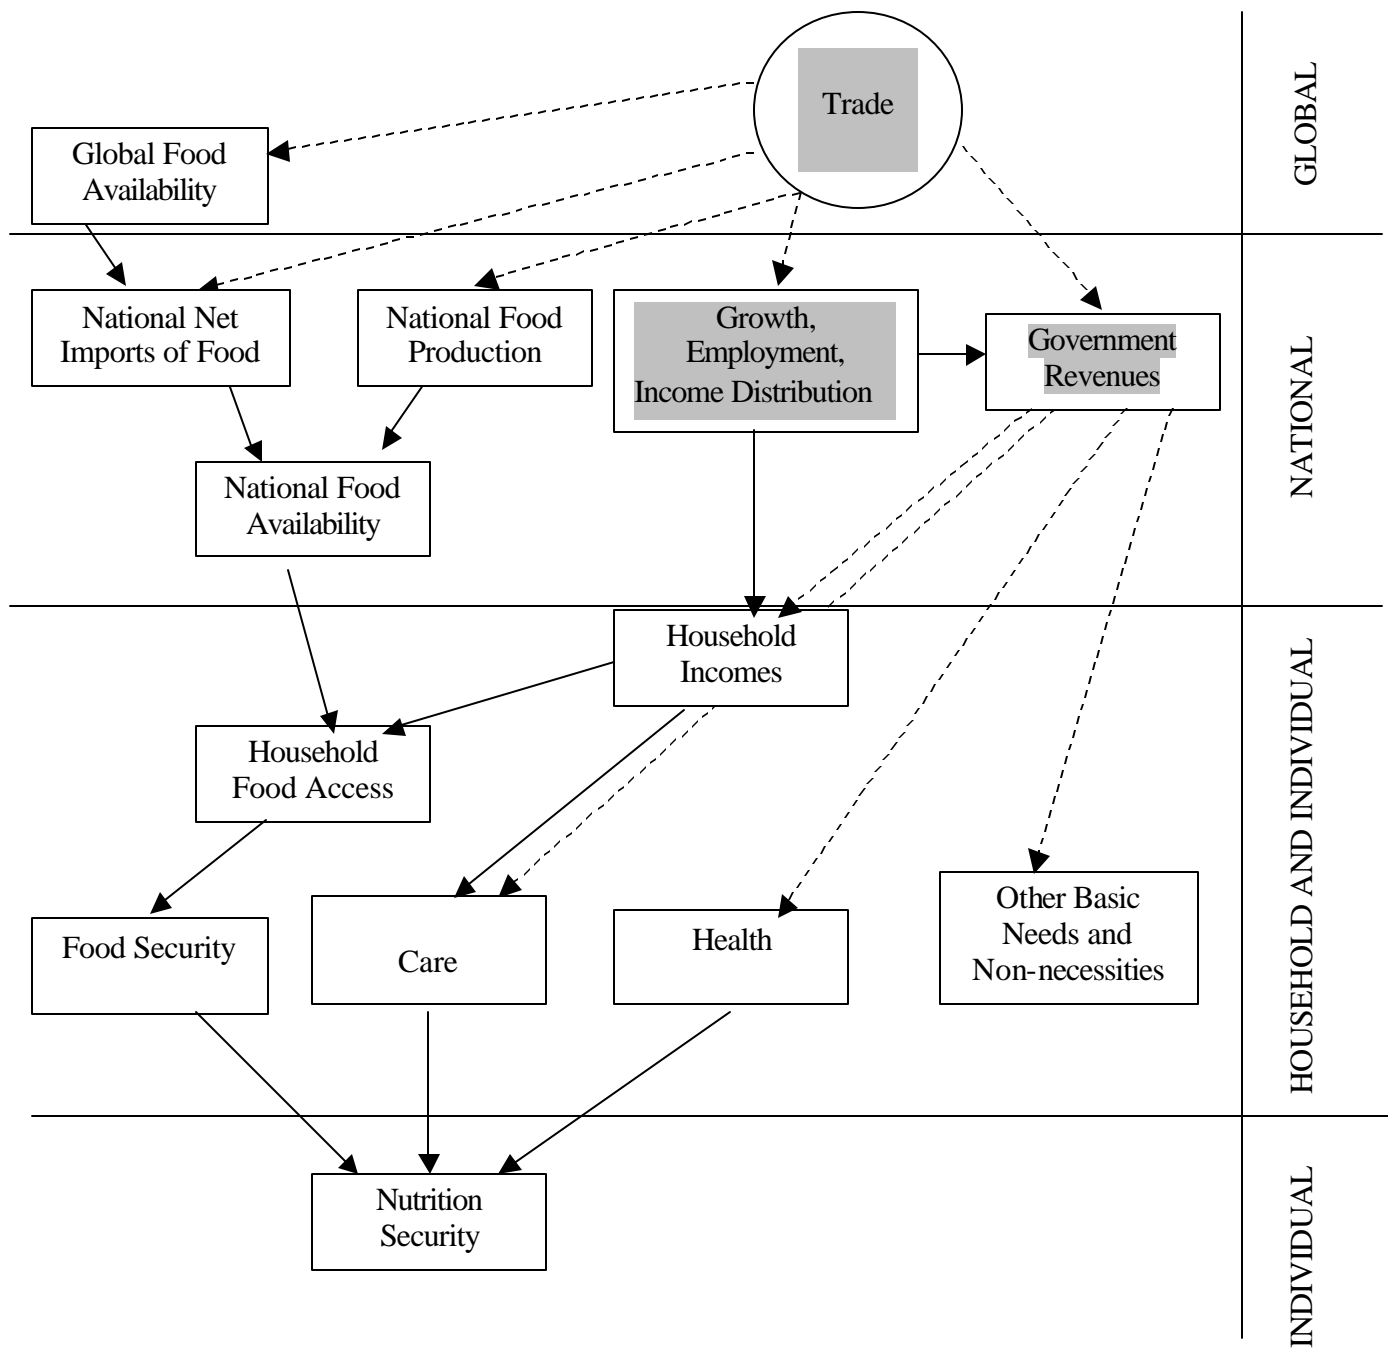 Trade
GLOBAL
Global Food
Availability
National Net
Imports of Food
National Food
Production
Growth,
Employment,
Income Distribution
Government
Revenues
NATIONAL
National Food
Availability
Household
Incomes
Household
Food Access
HOUSEHOLD AND INDIVIDUAL
Food Security
Care
Health
Other Basic
Needs and
Non-necessities
Nutrition
Security
INDIVIDUAL